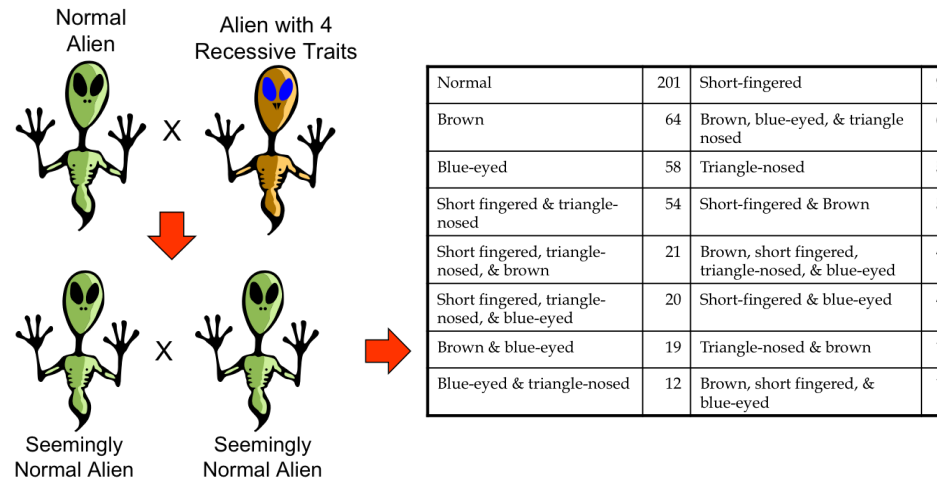 Normal
Alien
Alien with 4
Recessive Traits
X
Normal 201 Short-fingered
Brown 64 Brown, blue-eyed, & triangle
nosed
Blue-eyed 58 Triangle-nosed
Short fingered & triangle-
nosed
54 Short-fingered & Brown
Short fingered, triangle-
nosed, & brown
21 Brown, short fingered,
triangle-nosed, & blue-eyed
Short fingered, triangle-
nosed, & blue-eyed
20 Short-fingered & blue-eyed
Brown & blue-eyed 19 Triangle-nosed & brown
Blue-eyed & triangle-nosed 12 Brown, short fingered, &
blue-eyed
X
Seemingly
Normal Alien
Seemingly
Normal Alien